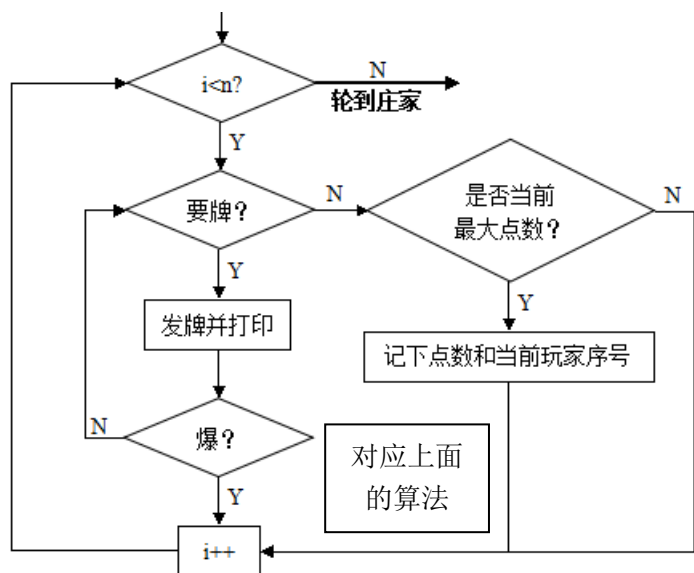 i<n?
N
轮到庄家
Y
要牌？
N
是否当前
最大点数？
N
Y
Y
发牌并打印
记下点数和当前玩家序号
N
爆？
对应上面
的算法
Y
i++